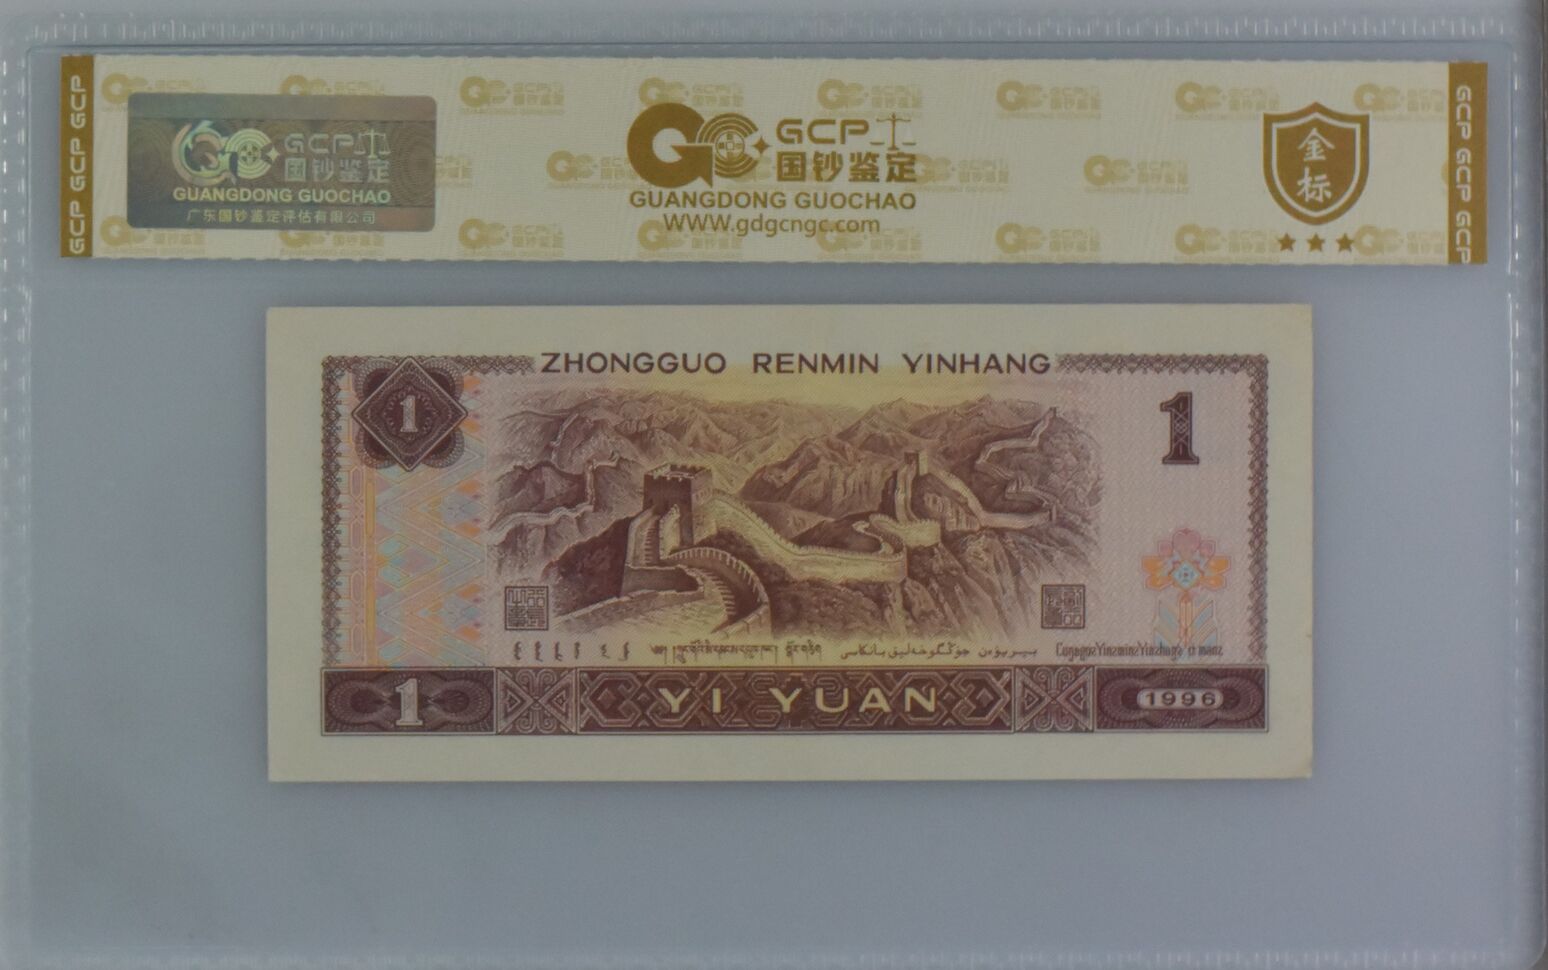 GCP GCP GCP
GCP
国钞鉴定
GUANGDONG GUOCHAO
广东国钞鉴定评估有限公司
GCP
国钞鉴定
GUANGDONG GUOCHAO
WWW.gdgcngc.com
金标
GCP GCP GCP
ZHONGGUO RENMIN YINHANG
1
1
1
YI YUAN
1996